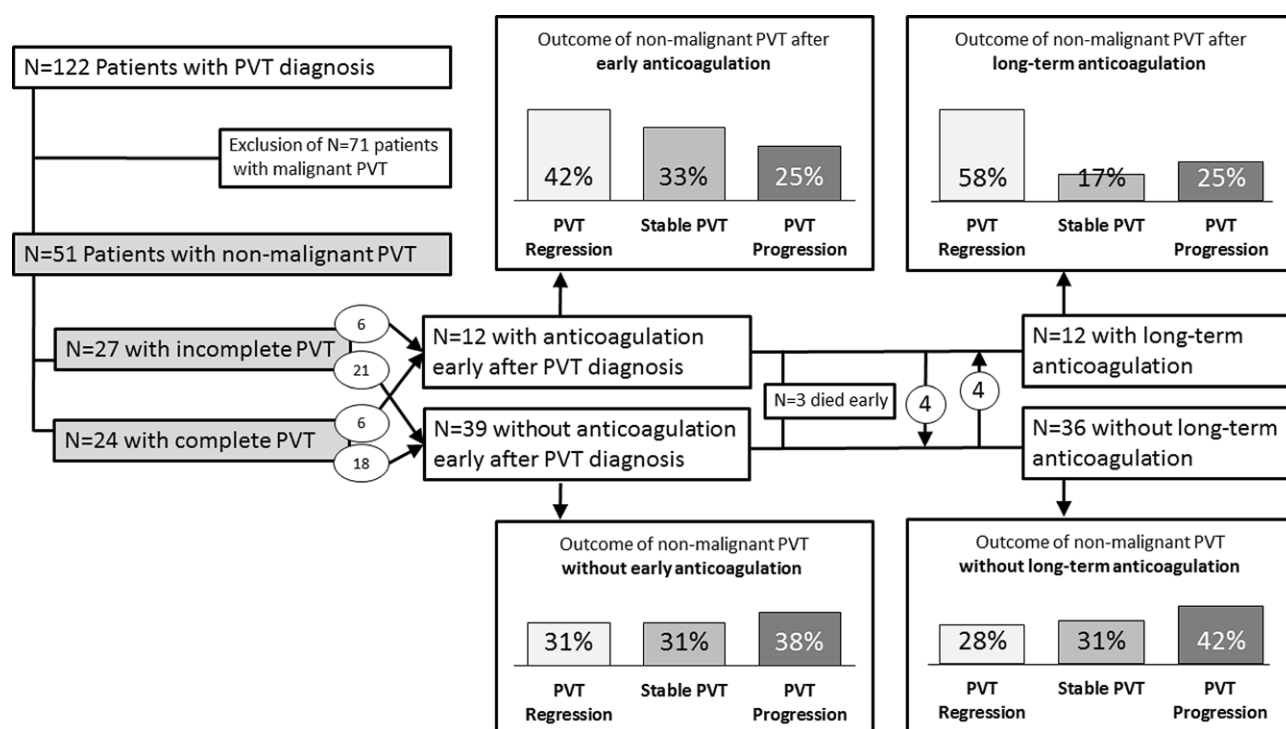 N=122 Patients with PVT diagnosis
Exclusion of N=71 patients
with malignant PVT
N=51 Patients with non-malignant PVT
N=27 with incomplete PVT
N=24 with complete PVT
6
21
6
18
Outcome of non-malignant PVT after
early anticoagulation
42%
33%
25%
PVT
Regression
Stable PVT
PVT
Progression
N=12 with anticoagulation
early after PVT diagnosis
N=39 without anticoagulation
early after PVT diagnosis
Outcome of non-malignant PVT
without early anticoagulation
31%
31%
38%
PVT
Regression
Stable PVT
PVT
Progression
N=3 died early
4
4
Outcome of non-malignant PVT after
long-term anticoagulation
58%
17%
25%
PVT
Regression
Stable PVT
PVT
Progression
N=12 with long-term
anticoagulation
N=36 without long-term
anticoagulation
Outcome of non-malignant PVT
without long-term anticoagulation
28%
31%
42%
PVT
Regression
Stable PVT
PVT
Progression